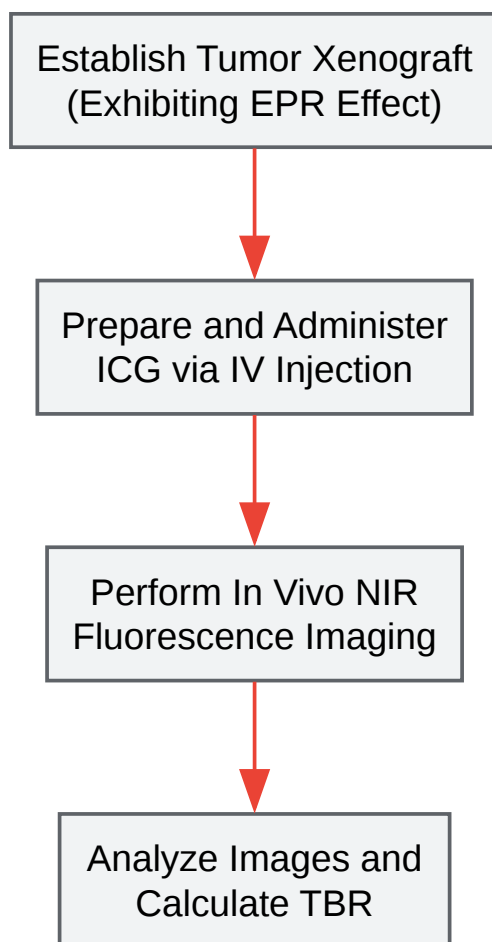 Establish Tumor Xenograft
(Exhibiting EPR Effect)
Prepare and Administer
ICG via IV Injection
Perform In Vivo NIR
Fluorescence Imaging
Analyze Images and
Calculate TBR